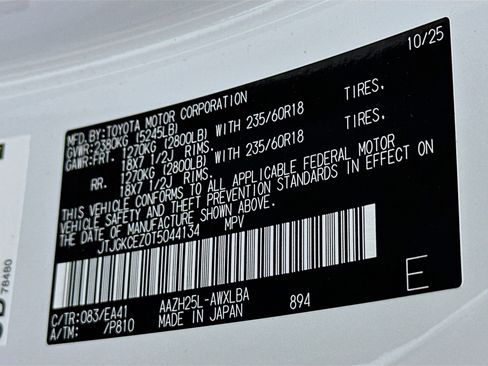 10/25
MFD.BY:TOYOTA MOTOR CORPORATION
GVWR:2380KG (5245LB)
GAWR:FRT. 1270KG (2800LB) WITH 235/60R18 TIRES,
18X7 1/2J RIMS.
RR. 1270KG (2800LB) WITH 235/60R18 TIRES,
18X7 1/2J RIMS.
THIS VEHICLE CONFORMS TO ALL APPLICABLE FEDERAL MOTOR
VEHICLE SAFETY AND THEFT PREVENTION STANDARDS IN EFFECT ON
THE DATE OF MANUFACTURE SHOWN ABOVE.
JTJGKCEZ0T5044134 MPV
C/TR:083/EA41 AAZH25L-AWXLBA 894
A/TM: /P810 MADE IN JAPAN
E
78480